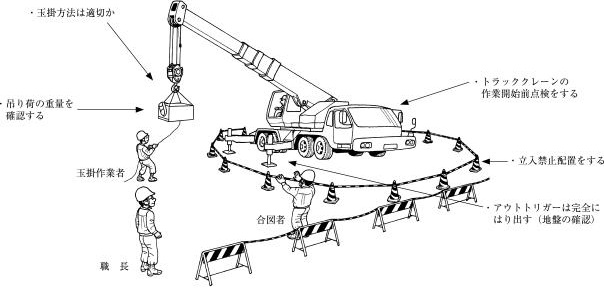 ・玉掛方法は適切か
・吊り荷の重量を
確認する
玉掛作業者
職 長
合図者
・トラッククレーンの
作業開始前点検をする
・立入禁止配置をする
・アウトトリガーは完全に
はり出す（地盤の確認）